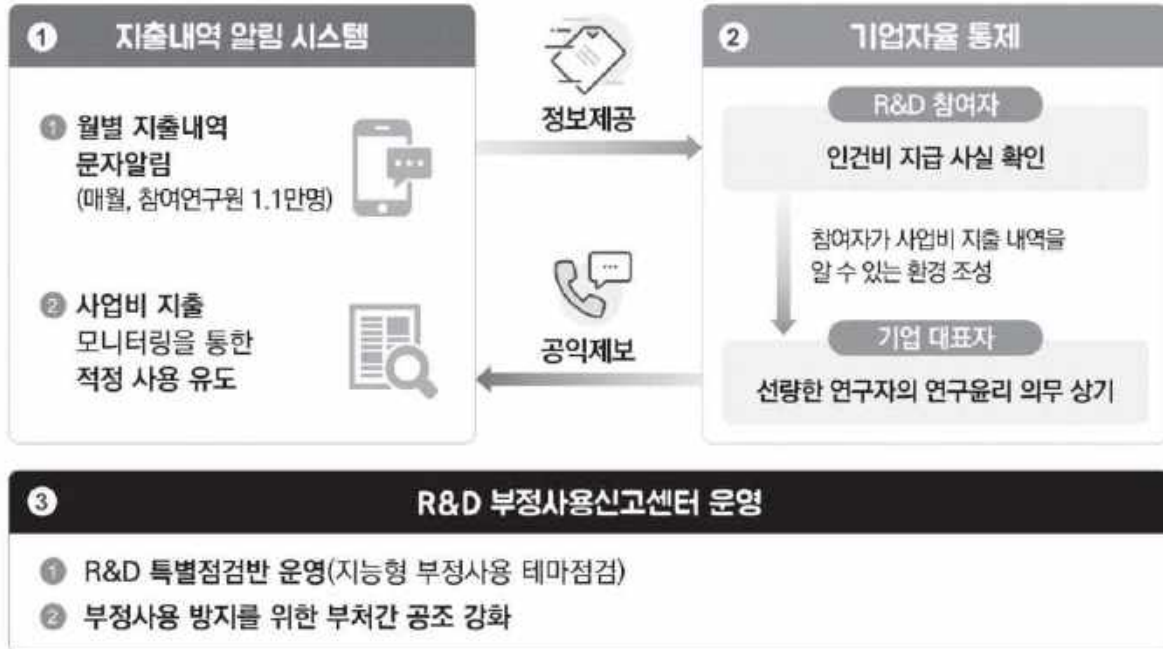 1 지출내역 알림 시스템
1 월별 지출내역
문자알림
(매월, 참여연구원 1.1만명)
2 사업비 지출
모니터링을 통한
적정 사용 유도
정보제공
공익제보
2 기업자율 통제
R&D 참여자
인건비 지급 사실 확인
참여자가 사업비 지출 내역을
알 수 있는 환경 조성
기업 대표자
선량한 연구자의 연구윤리 의무 상기
3 R&D 부정사용신고센터 운영
1 R&D 특별점검반 운영(지능형 부정사용 테마점검)
2 부정사용 방지를 위한 부처간 공조 강화